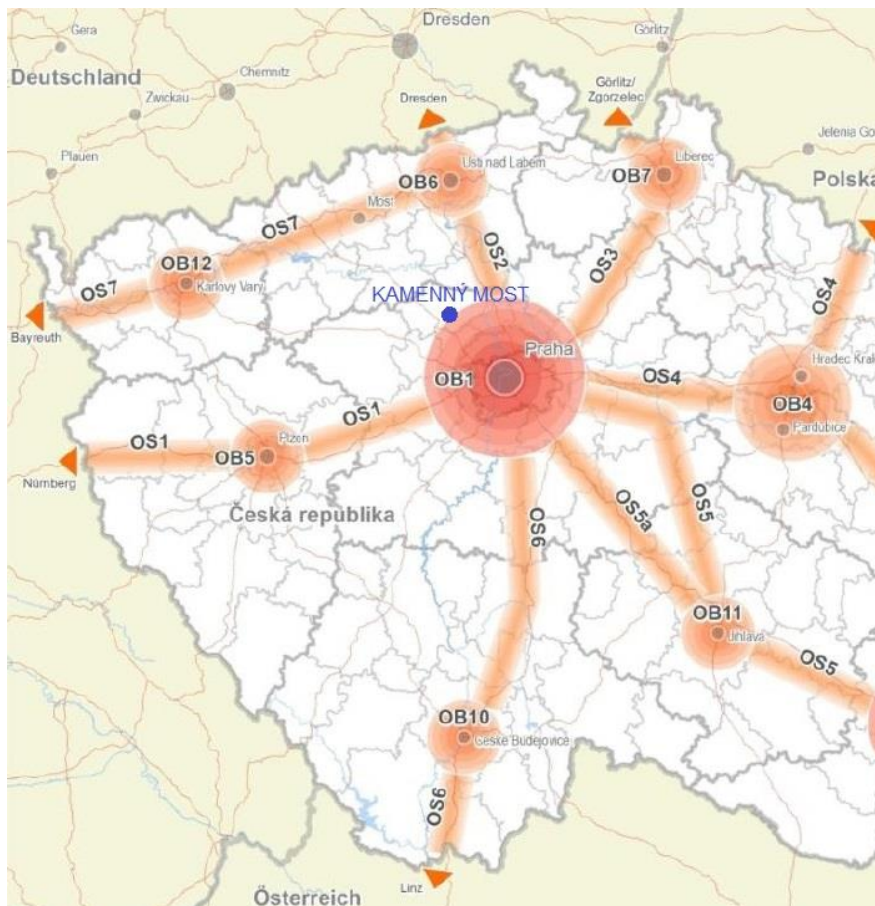 Gera
Dresden
Görlitz
Deutschland
Chemnitz
Görlitz/
Zgorzelec
Zwickau
Dresden
Jelenia Go
Plauen
Ústí nad Labem
OB6
Liberec
OB7
Polska
Most
OS7
OS2
OS3
OB12
Karlovy Vary
OS7
OS4
KAMENNÝ MOST
Bayreuth
Praha
OB1
OS4
Hradec Král
OB4
Pardubice
OS1
OS1
Plzeň
OB5
Nürnberg
Česká republika
OS6
OS5a
OS5
OB11
Jihlava
OS5
OB10
České Budějovice
OS6
Linz
Österreich